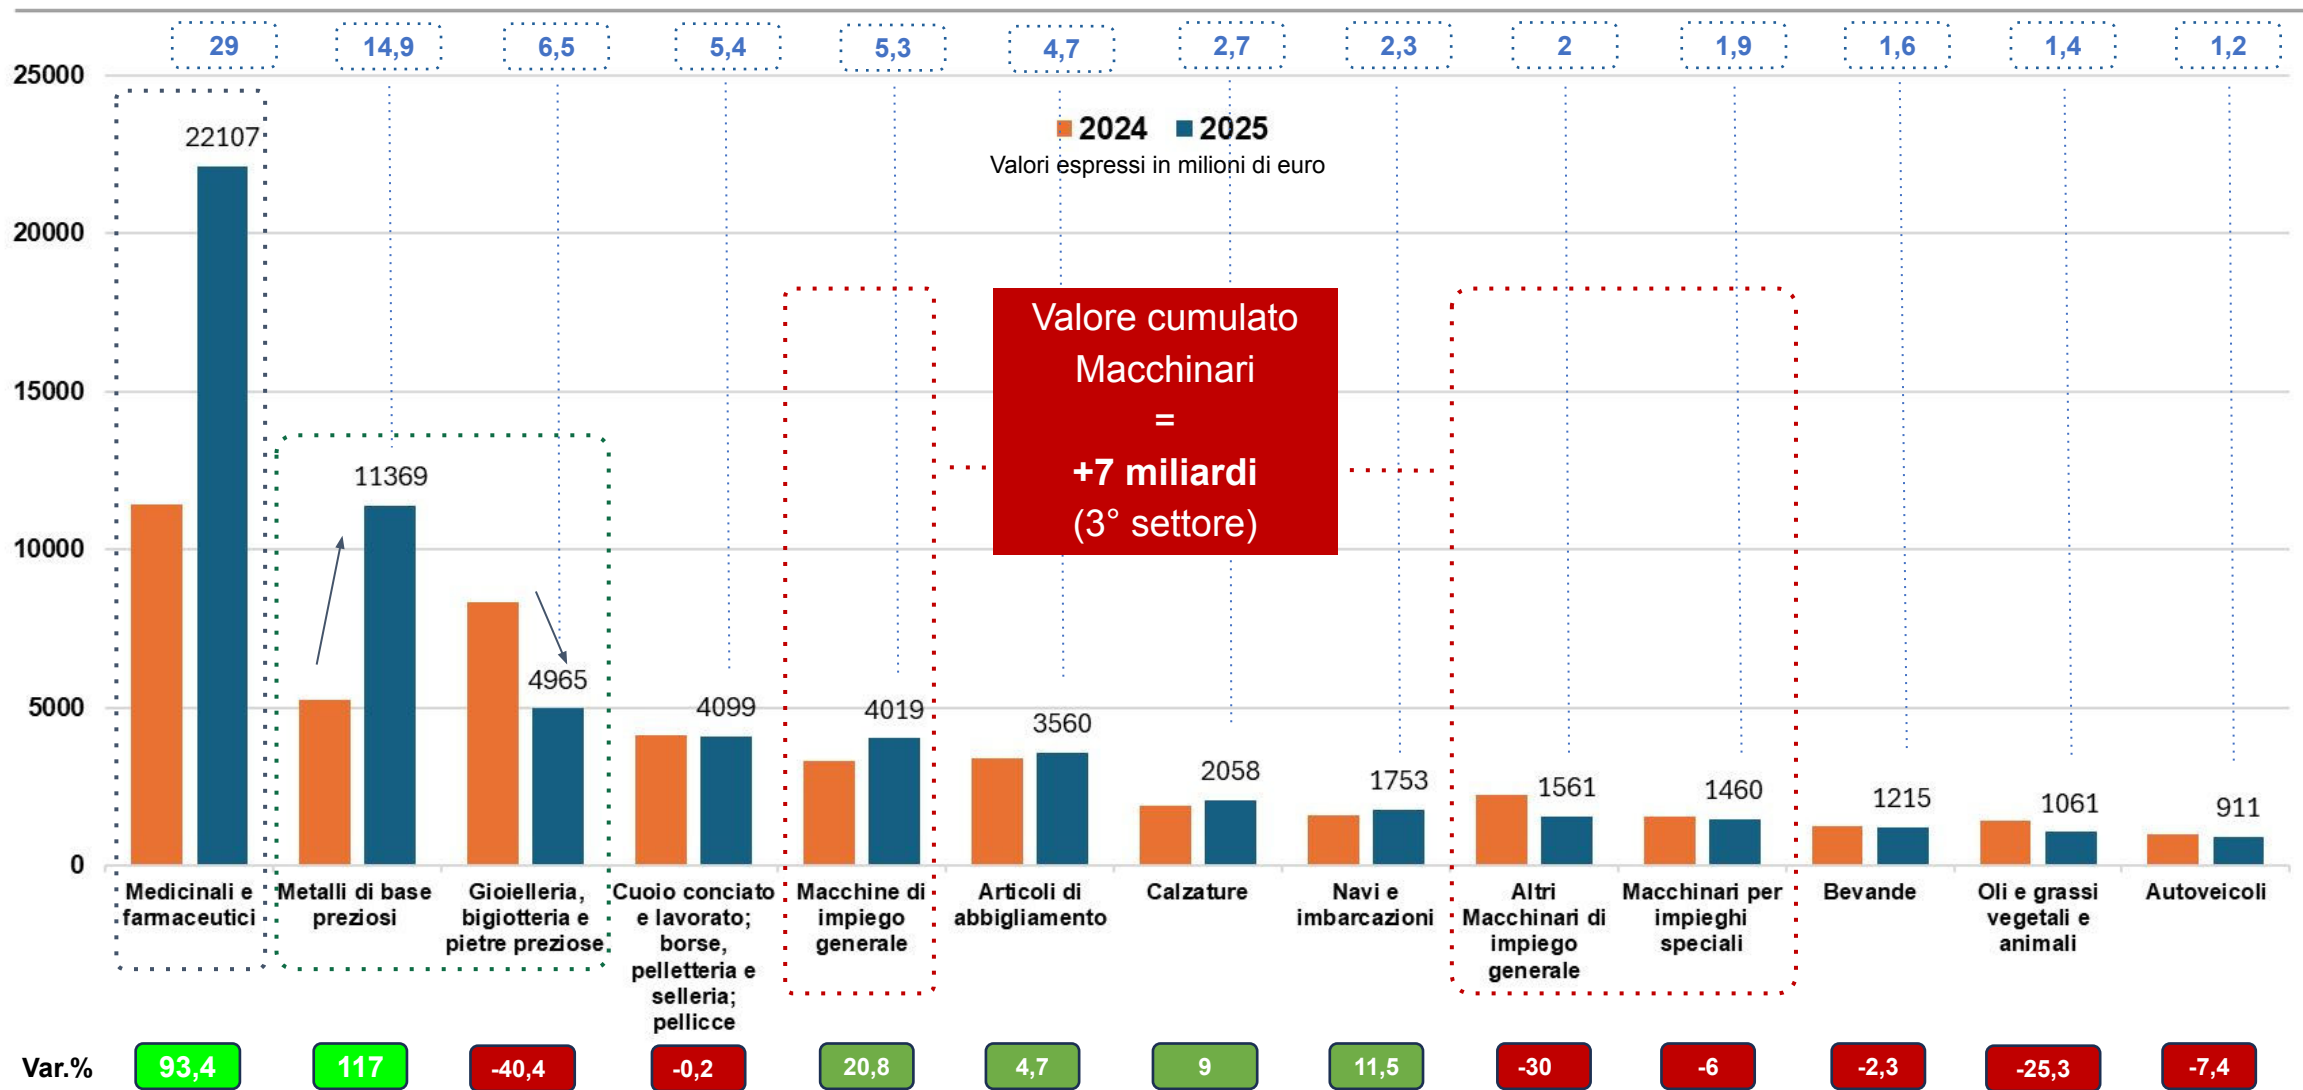 29 14,9 6,5 5,4 5,3 4,7 2,7 2,3 2 1,9 1,6 1,4 1,2
25000
22107
2024 2025
Valori espressi in milioni di euro
20000
15000
Valore cumulato
Macchinari
=
+7 miliardi
(3° settore)
10000
11369
5000
4965
4099
4019
3560
2058
1753
1561
1460
1215
1061
911
0
Medicinali e
farmaceutici
Metalli di base
preziosi
Gioielleria,
bigiotteria e
pietre preziose
Cuoio conciato
e lavorato;
borse,
pelletteria e
selleria;
pellicce
Macchine di
impiego
generale
Articoli di
abbigliamento
Calzature
Navi e
imbarcazioni
Altri
Macchinari di
impiego
generale
Macchinari per
impieghi
speciali
Bevande
Oli e grassi
vegetali e
animali
Autoveicoli
Var.% 93,4 117 -40,4 -0,2 20,8 4,7 9 11,5 -30 -6 -2,3 -25,3 -7,4